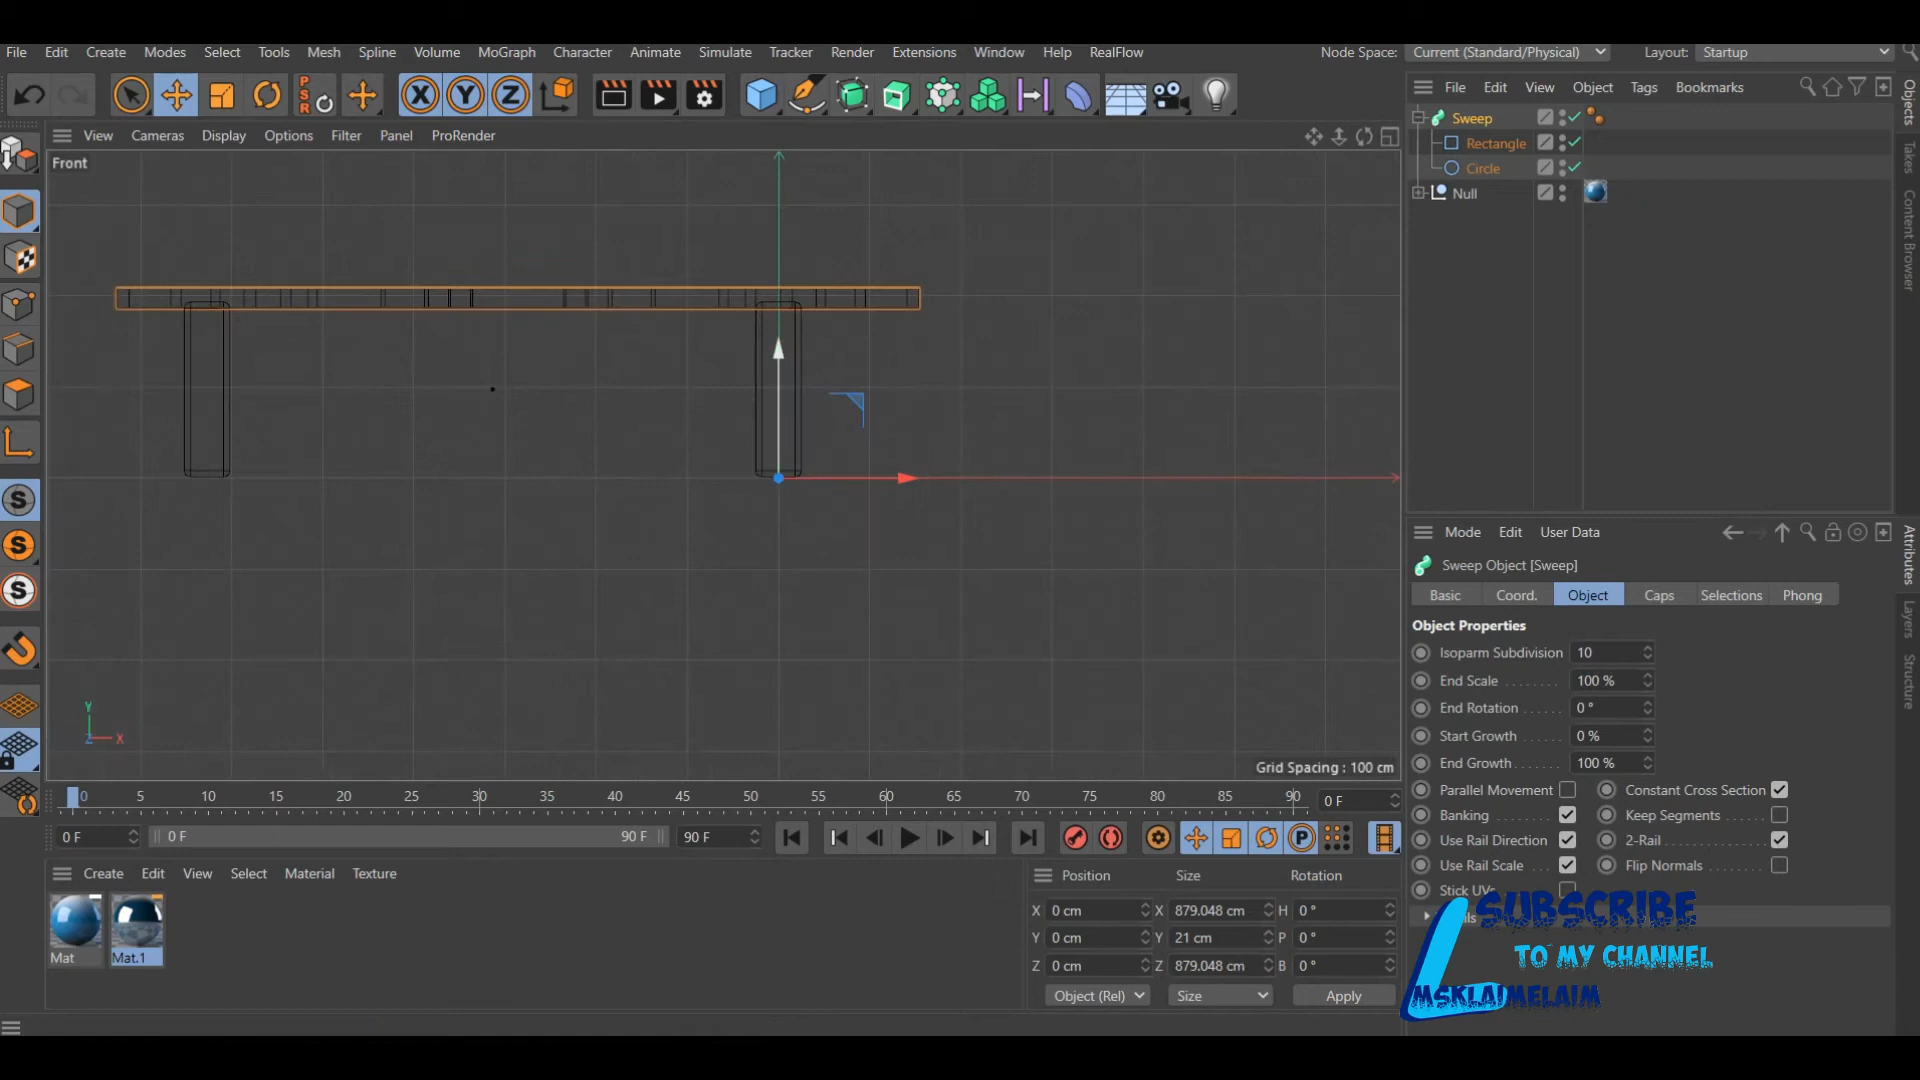 File Edit Create Modes Select Tools Mesh Spline Volume MoGraph Character Animate Simulate Tracker Render Extensions Window Help RealFlow Node Space: Current (Standard/Physical) Layout: Startup
File Edit View Object Tags Bookmarks
View Cameras Display Options Filter Panel ProRender
Front
Sweep
Rectangle
Circle
Null
Objects
Takes
Content Browser
Mode Edit User Data
Attributes
Layers
Structure
Sweep Object [Sweep]
Basic Coord. Object Caps Selections Phong
Object Properties
Isoparm Subdivision 10
End Scale 100 %
End Rotation 0 °
Start Growth 0 %
End Growth 100 %
Parallel Movement Constant Cross Section
Banking Keep Segments
Use Rail Direction 2-Rail
Use Rail Scale Flip Normals
Y
Z X
Grid Spacing : 100 cm
0 5 10 15 20 25 30 35 40 45 50 55 60 65 70 75 80 85 90 0 F
0 F 0 F 90 F 90 F
Create Edit View Select Material Texture
Mat Mat.1
Position Size Rotation
X 0 cm X 879.048 cm H 0 °
Y 0 cm Y 21 cm P 0 °
Z 0 cm Z 879.048 cm B 0 °
Object (Rel) Size Apply
SUBSCRIBE
TO MY CHANNEL
MSKLAIMELAIM